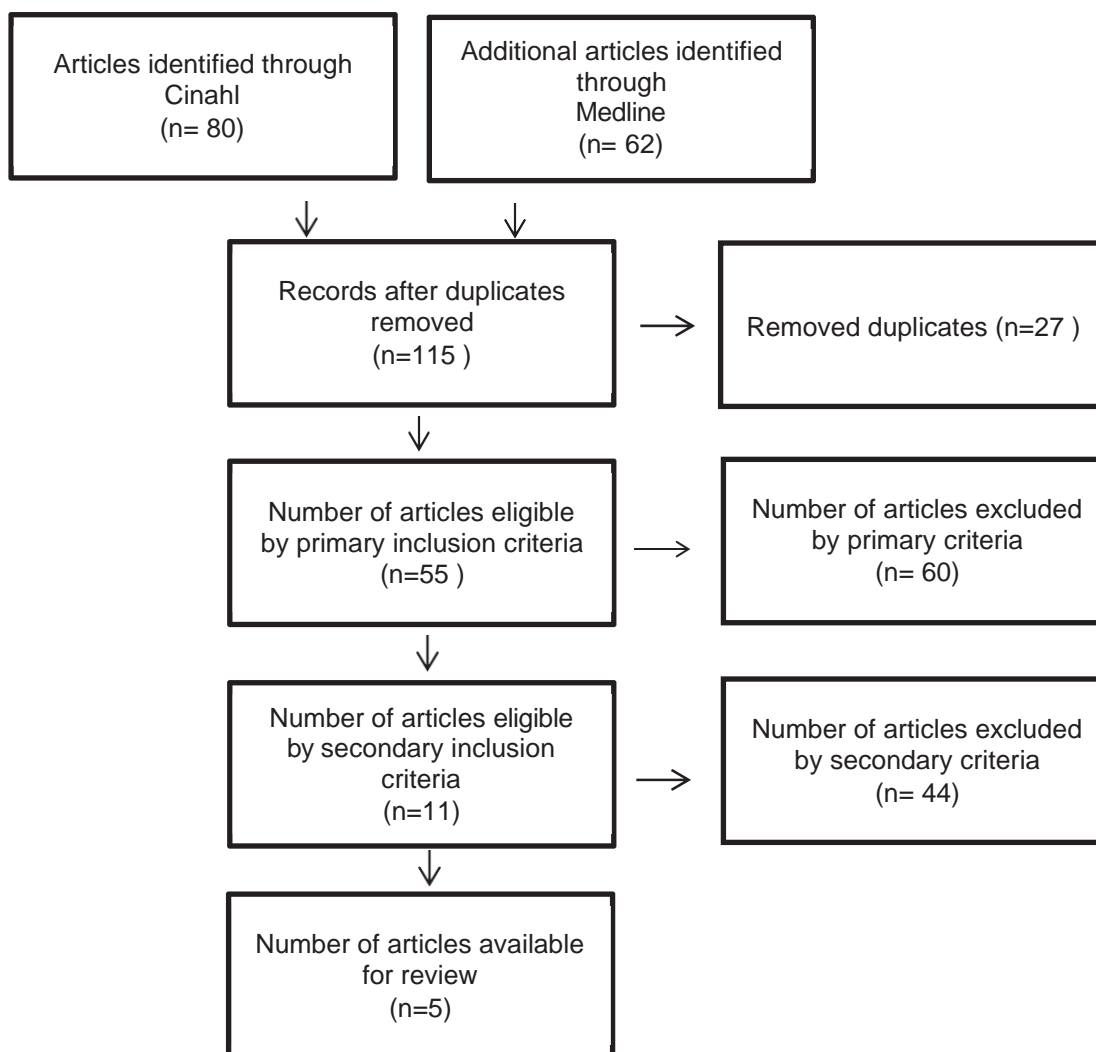 Articles identified through
Cinahl
(n= 80)
Additional articles identified
through
Medline
(n= 62)
Records after duplicates
removed
(n=115 )
Removed duplicates (n=27 )
Number of articles eligible
by primary inclusion criteria
(n=55 )
Number of articles excluded
by primary criteria
(n= 60)
Number of articles eligible
by secondary inclusion
criteria
(n=11)
Number of articles excluded
by secondary criteria
(n= 44)
Number of articles available
for review
(n=5)